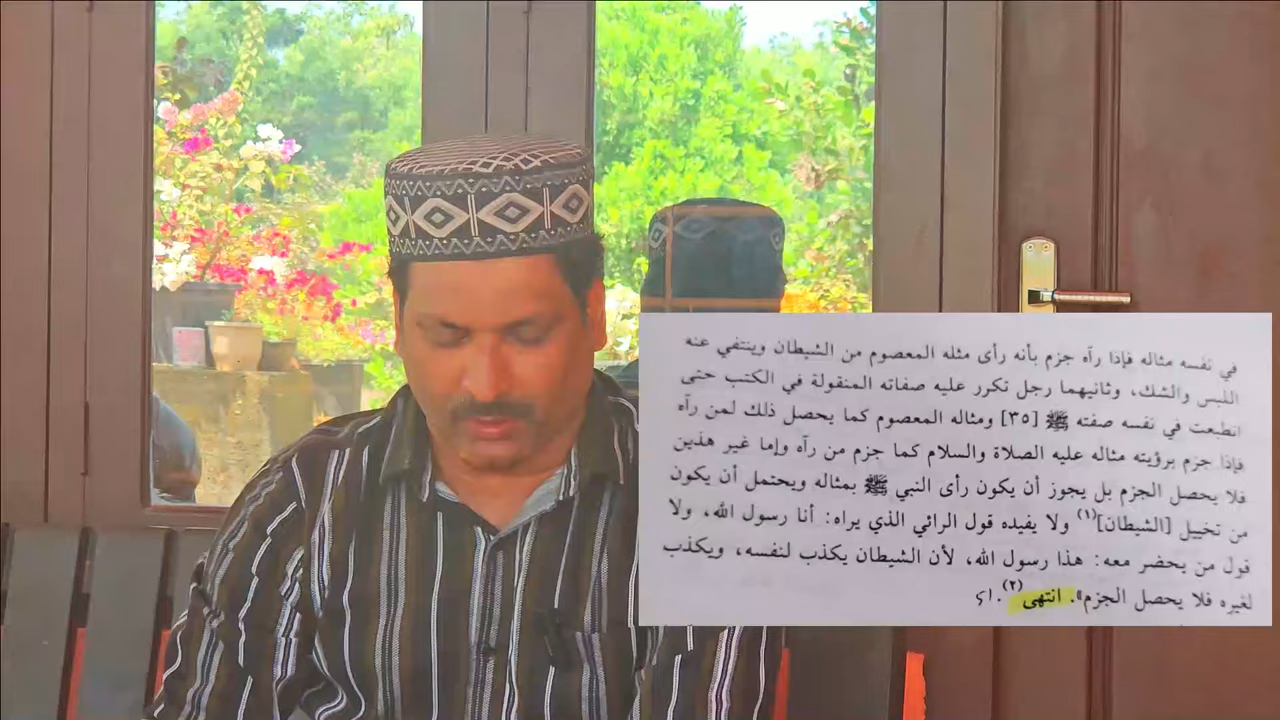 في نفسه مثاله فإذا رآه جزم بأنه رأى مثله المعصوم من الشيطان وينتفي عنه
اللبس والشك، وثانيهما رجل تكرر عليه صفاته المنقولة في الكتب حتى
انطبعت في نفسه صفته ﷺ [٣٥] ومثاله المعصوم كما يحصل ذلك لمن رآه
فإذا جزم برؤيته مثاله عليه الصلاة والسلام كما جزم من رآه وإما غير هذين
فلا يحصل الجزم بل يجوز أن يكون رأى النبي ﷺ بمثاله ويحتمل أن يكون
من تخييل [الشيطان](١) ولا يفيده قول الرائي الذي يراه: أنا رسول الله، ولا
قول من يحضر معه: هذا رسول الله، لأن الشيطان يكذب لنفسه، ويكذب
لغيره فلا يحصل الجزم». انتهى(٢).